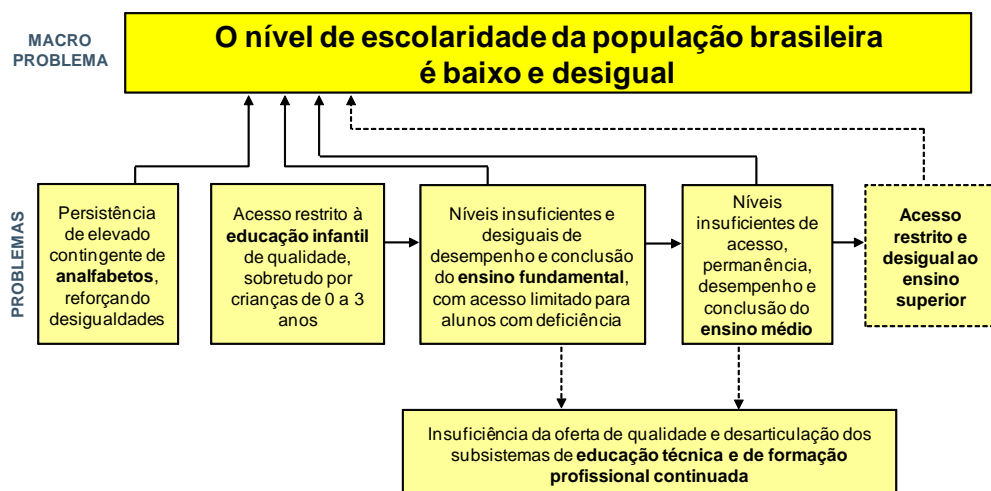 MACRO
PROBLEMA
O nível de escolaridade da população brasileira
é baixo e desigual
PROBLEMAS
Persistência
de elevado
contingente de
analfabetos,
reforçando
desigualdades
Acesso restrito à
educação infantil
de qualidade,
sobretudo por
crianças de 0 a 3
anos
Níveis insuficientes e
desiguais de
desempenho e conclusão
do ensino fundamental,
com acesso limitado para
alunos com deficiência
Níveis
insuficientes de
acesso,
permanência,
desempenho e
conclusão do
ensino médio
Acesso
restrito e
desigual ao
ensino
superior
Insuficiência da oferta de qualidade e desarticulação dos
subsistemas de educação técnica e de formação
profissional continuada